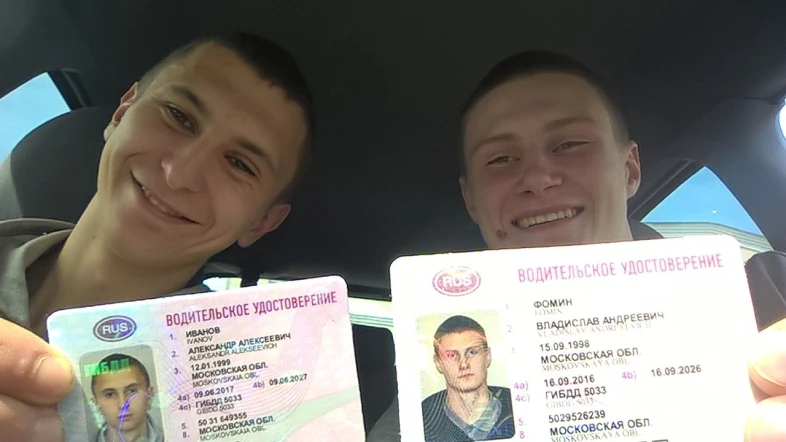 RUS
ВОДИТЕЛЬСКОЕ УДОСТОВЕРЕНИЕ
1. ИВАНОВ
IVANOV
2. АЛЕКСАНДР АЛЕКСЕЕВИЧ
ALEKSANDR ALEKSEEVICH
3. 12.01.1999
МОСКОВСКАЯ ОБЛ.
MOSKOVSKAIA OBL.
4a) 09.06.2017 4b) 09.06.2027
4c) ГИБДД 5033
GIBDD 5033
5. 50 31 649355
8. МОСКОВСКАЯ ОБЛ.
MOSKOVSKAIA OBL.
ГИБДД
RUS
ВОДИТЕЛЬСКОЕ УДОСТОВЕРЕНИЕ
ФОМИН
FOMIN
2. ВЛАДИСЛАВ АНДРЕЕВИЧ
VLADISLAV ANDREEVICH
3. 15.09.1998
МОСКОВСКАЯ ОБЛ.
MOSKOVSKAIA OBL.
4a) 16.09.2016 4b) 16.09.2026
4c) ГИБДД 5033
GIBDD 5033
5. 5029526239
8. МОСКОВСКАЯ ОБЛ.
MOSKOVSKAIA OBL.